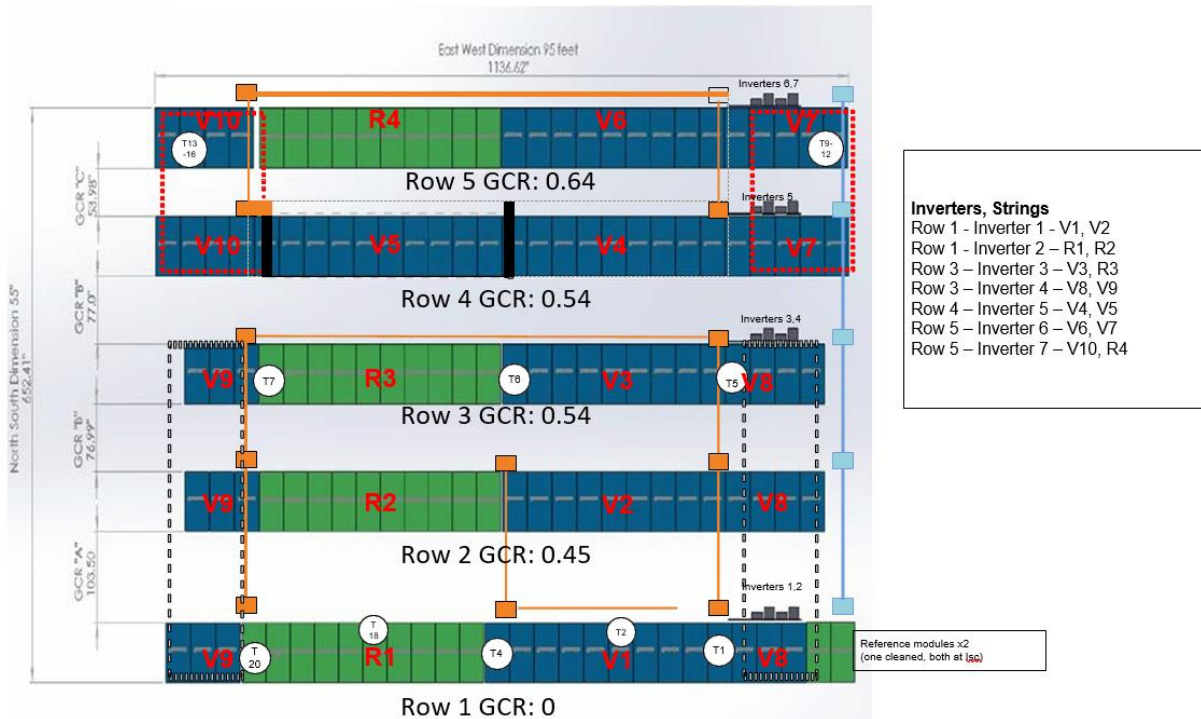 East West Dimension 95 feet
1136.62"
Inverters 6,7
V10
R4
V6
V7
T13
-16
T9-
12
Row 5 GCR: 0.64
GCR "C"
53.98"
Inverters 5
V10
V5
V4
V7
Row 4 GCR: 0.54
GCR "B"
77.0"
Inverters 3,4
V9
T7
R3
T6
V3
T5
V8
Row 3 GCR: 0.54
North South Dimension 55"
652.41"
GCR "B"
76.99"
V9
R2
V2
V8
Row 2 GCR: 0.45
GCR "A"
103.50
Inverters 1,2
V9
T
20
T
18
R1
T4
T2
V1
T1
V8
Reference modules x2
(one cleaned, both at Isc)
Row 1 GCR: 0
Inverters, Strings
Row 1 - Inverter 1 - V1, V2
Row 1 - Inverter 2 – R1, R2
Row 3 – Inverter 3 – V3, R3
Row 3 – Inverter 4 – V8, V9
Row 4 – Inverter 5 – V4, V5
Row 5 – Inverter 6 – V6, V7
Row 5 – Inverter 7 – V10, R4